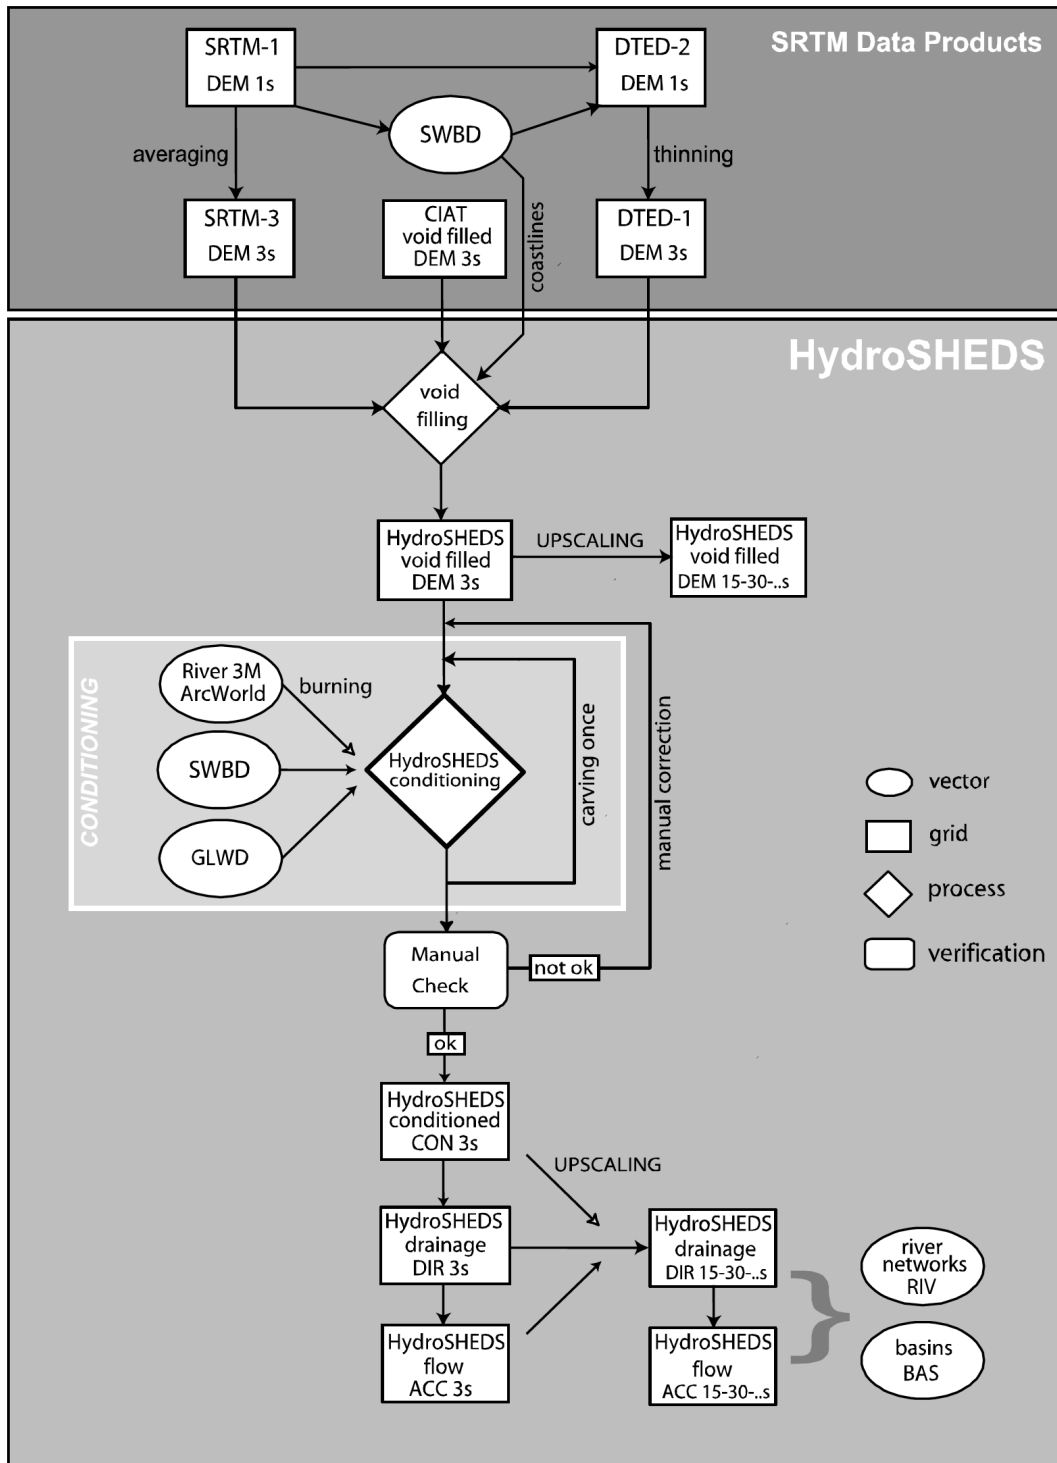 SRTM Data Products
SRTM-1
DEM 1s
DTED-2
DEM 1s
SWBD
averaging
thinning
SRTM-3
DEM 3s
CIAT
void filled
DEM 3s
coastlines
DTED-1
DEM 3s
HydroSHEDS
void
filling
HydroSHEDS
void filled
DEM 3s
UPSCALING
HydroSHEDS
void filled
DEM 15-30-..s
CONDITIONING
River 3M
ArcWorld
burning
SWBD
GLWD
HydroSHEDS
conditioning
carving once
manual correction
vector
grid
process
verification
Manual
Check
not ok
ok
HydroSHEDS
conditioned
CON 3s
UPSCALING
HydroSHEDS
drainage
DIR 3s
HydroSHEDS
drainage
DIR 15-30-..s
river
networks
RIV
HydroSHEDS
flow
ACC 3s
HydroSHEDS
flow
ACC 15-30-..s
basins
BAS